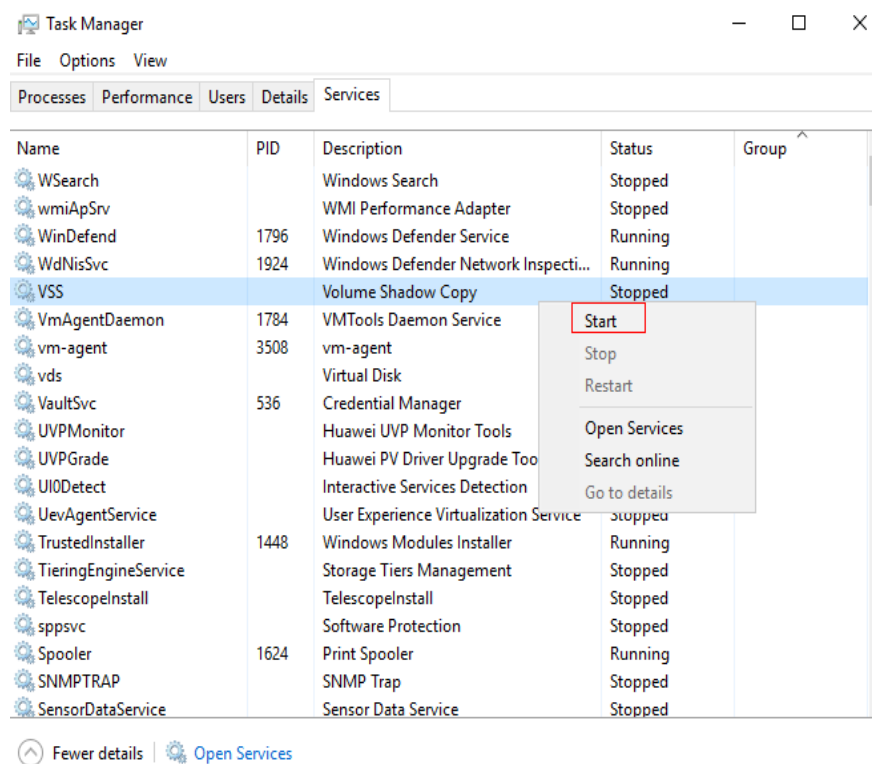 Task Manager
File Options View
Processes Performance Users Details Services
Name PID Description Status Group
WSearch Windows Search Stopped
wmiApSrv WMI Performance Adapter Stopped
WinDefend 1796 Windows Defender Service Running
WdNisSvc 1924 Windows Defender Network Inspecti... Running
VSS Volume Shadow Copy Stopped
VmAgentDaemon 1784 VMTools Daemon Service Start
vm-agent 3508 vm-agent Stop
vds Virtual Disk Restart
VaultSvc 536 Credential Manager
UVPMonitor Huawei UVP Monitor Tools Open Services
UVPGrade Huawei PV Driver Upgrade Too Search online
UI0Detect Interactive Services Detection Go to details
UevAgentService User Experience Virtualization Service Stopped
TrustedInstaller 1448 Windows Modules Installer Running
TieringEngineService Storage Tiers Management Stopped
TelescopeInstall TelescopeInstall Stopped
sppsvc Software Protection Stopped
Spooler 1624 Print Spooler Running
SNMPTRAP SNMP Trap Stopped
SensorDataService Sensor Data Service Stopped
Fewer details Open Services